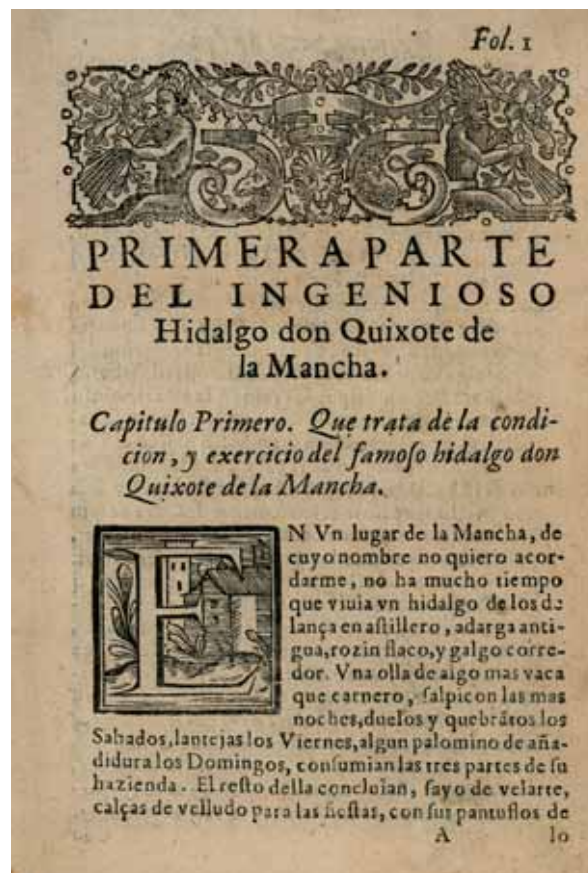 Fol. 1
PRIMERA PARTE
DEL INGENIOSO
Hidalgo don Quixote de
la Mancha.
Capitulo Primero. Que trata de la condi-
cion, y exercicio del famoſo hidalgo don
Quixote de la Mancha.
EN Vn lugar de la Mancha, de
cuyo nombre no quiero acor-
darme, no ha mucho tiempo
que viuia vn hidalgo de los de
lança en aſtillero, adarga anti-
gua, rozin flaco, y galgo corre-
dor. Vna olla de algo mas vaca
que carnero, ſalpicon las mas
noches, duelos y quebrãtos los
Sabados, lantejas los Viernes, algun palomino de aña-
didura los Domingos, conſumian las tres partes de ſu
hazienda. El reſto della concluîan, ſayo de velarte,
calças de velludo para las fieſtas, con ſus pantuflos de
A lo